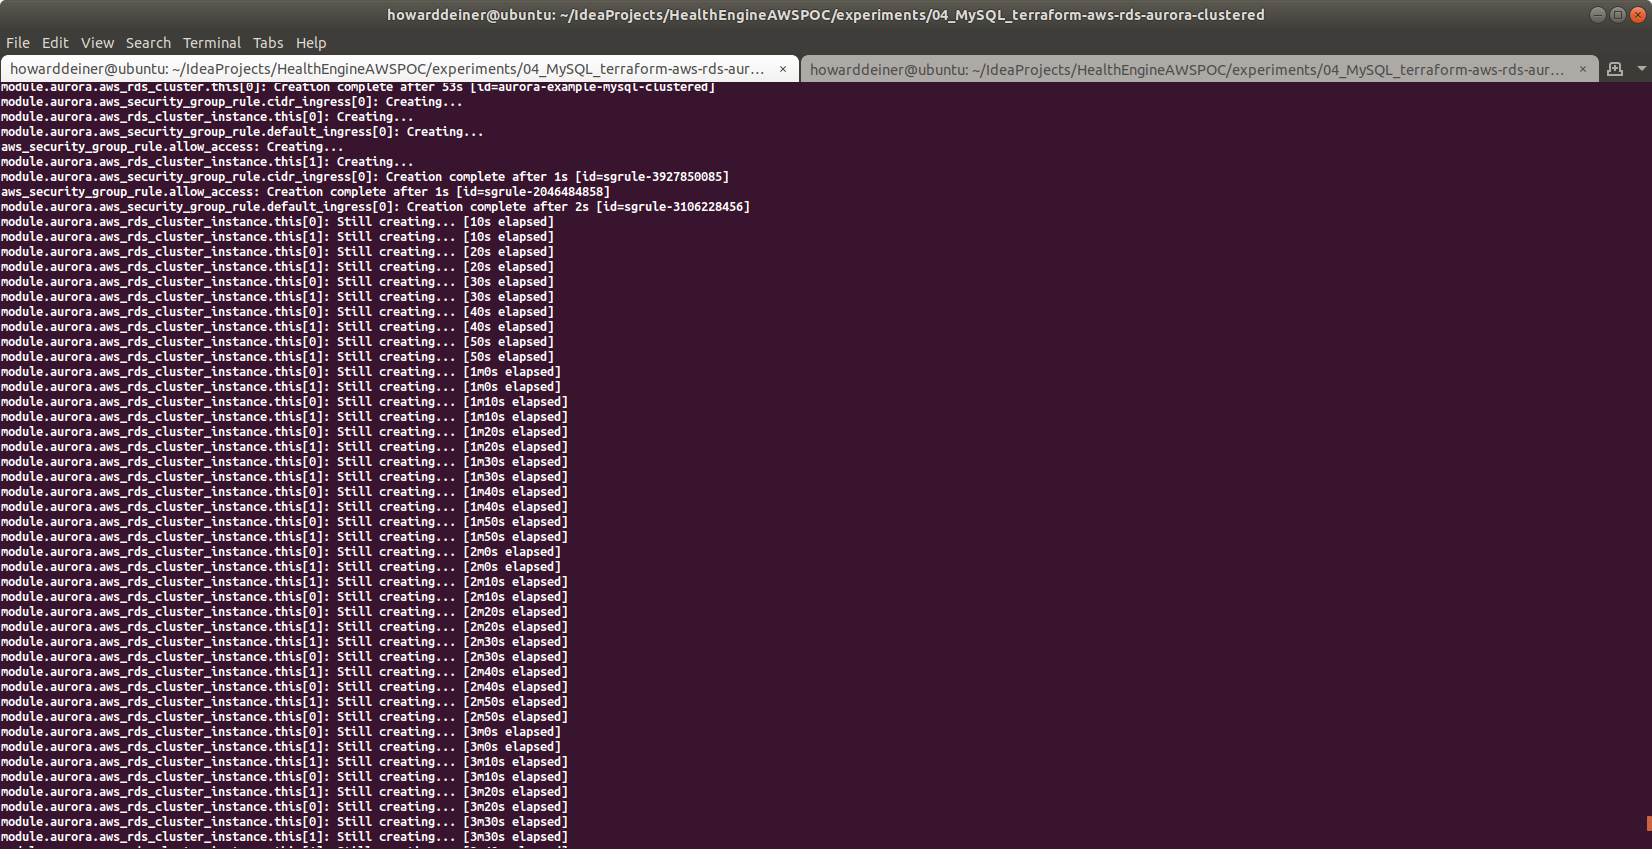 howarddeiner@ubuntu: ~/IdeaProjects/HealthEngineAWSPOC/experiments/04_MySQL_terraform-aws-rds-aurora-clustered
File Edit View Search Terminal Tabs Help
howarddeiner@ubuntu: ~/IdeaProjects/HealthEngineAWSPOC/experiments/04_MySQL_terraform-aws-rds-aur... × howarddeiner@ubuntu: ~/IdeaProjects/HealthEngineAWSPOC/experiments/04_MySQL_terraform-aws-rds-aur... ×
module.aurora.aws_rds_cluster.this[0]: Creation complete after 53s [id=aurora-example-mysql-clustered]
module.aurora.aws_security_group_rule.cidr_ingress[0]: Creating...
module.aurora.aws_rds_cluster_instance.this[0]: Creating...
module.aurora.aws_security_group_rule.default_ingress[0]: Creating...
aws_security_group_rule.allow_access: Creating...
module.aurora.aws_rds_cluster_instance.this[1]: Creating...
module.aurora.aws_security_group_rule.cidr_ingress[0]: Creation complete after 1s [id=sgrule-3927850085]
aws_security_group_rule.allow_access: Creation complete after 1s [id=sgrule-2046484858]
module.aurora.aws_security_group_rule.default_ingress[0]: Creation complete after 2s [id=sgrule-3106228456]
module.aurora.aws_rds_cluster_instance.this[0]: Still creating... [10s elapsed]
module.aurora.aws_rds_cluster_instance.this[1]: Still creating... [10s elapsed]
module.aurora.aws_rds_cluster_instance.this[0]: Still creating... [20s elapsed]
module.aurora.aws_rds_cluster_instance.this[1]: Still creating... [20s elapsed]
module.aurora.aws_rds_cluster_instance.this[0]: Still creating... [30s elapsed]
module.aurora.aws_rds_cluster_instance.this[1]: Still creating... [30s elapsed]
module.aurora.aws_rds_cluster_instance.this[0]: Still creating... [40s elapsed]
module.aurora.aws_rds_cluster_instance.this[1]: Still creating... [40s elapsed]
module.aurora.aws_rds_cluster_instance.this[0]: Still creating... [50s elapsed]
module.aurora.aws_rds_cluster_instance.this[1]: Still creating... [50s elapsed]
module.aurora.aws_rds_cluster_instance.this[0]: Still creating... [1m0s elapsed]
module.aurora.aws_rds_cluster_instance.this[1]: Still creating... [1m0s elapsed]
module.aurora.aws_rds_cluster_instance.this[0]: Still creating... [1m10s elapsed]
module.aurora.aws_rds_cluster_instance.this[1]: Still creating... [1m10s elapsed]
module.aurora.aws_rds_cluster_instance.this[0]: Still creating... [1m20s elapsed]
module.aurora.aws_rds_cluster_instance.this[1]: Still creating... [1m20s elapsed]
module.aurora.aws_rds_cluster_instance.this[0]: Still creating... [1m30s elapsed]
module.aurora.aws_rds_cluster_instance.this[1]: Still creating... [1m30s elapsed]
module.aurora.aws_rds_cluster_instance.this[0]: Still creating... [1m40s elapsed]
module.aurora.aws_rds_cluster_instance.this[1]: Still creating... [1m40s elapsed]
module.aurora.aws_rds_cluster_instance.this[0]: Still creating... [1m50s elapsed]
module.aurora.aws_rds_cluster_instance.this[1]: Still creating... [1m50s elapsed]
module.aurora.aws_rds_cluster_instance.this[0]: Still creating... [2m0s elapsed]
module.aurora.aws_rds_cluster_instance.this[1]: Still creating... [2m0s elapsed]
module.aurora.aws_rds_cluster_instance.this[1]: Still creating... [2m10s elapsed]
module.aurora.aws_rds_cluster_instance.this[0]: Still creating... [2m10s elapsed]
module.aurora.aws_rds_cluster_instance.this[0]: Still creating... [2m20s elapsed]
module.aurora.aws_rds_cluster_instance.this[1]: Still creating... [2m20s elapsed]
module.aurora.aws_rds_cluster_instance.this[1]: Still creating... [2m30s elapsed]
module.aurora.aws_rds_cluster_instance.this[0]: Still creating... [2m30s elapsed]
module.aurora.aws_rds_cluster_instance.this[1]: Still creating... [2m40s elapsed]
module.aurora.aws_rds_cluster_instance.this[0]: Still creating... [2m40s elapsed]
module.aurora.aws_rds_cluster_instance.this[1]: Still creating... [2m50s elapsed]
module.aurora.aws_rds_cluster_instance.this[0]: Still creating... [2m50s elapsed]
module.aurora.aws_rds_cluster_instance.this[0]: Still creating... [3m0s elapsed]
module.aurora.aws_rds_cluster_instance.this[1]: Still creating... [3m0s elapsed]
module.aurora.aws_rds_cluster_instance.this[1]: Still creating... [3m10s elapsed]
module.aurora.aws_rds_cluster_instance.this[0]: Still creating... [3m10s elapsed]
module.aurora.aws_rds_cluster_instance.this[1]: Still creating... [3m20s elapsed]
module.aurora.aws_rds_cluster_instance.this[0]: Still creating... [3m20s elapsed]
module.aurora.aws_rds_cluster_instance.this[0]: Still creating... [3m30s elapsed]
module.aurora.aws_rds_cluster_instance.this[1]: Still creating... [3m30s elapsed]